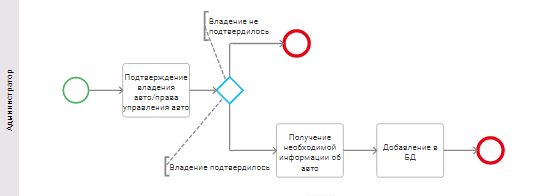 Администратор
Владение не
подтвердилось
Подтверждение
владения
авто/права
управления авто
Владение подтвердилось
Получение
необходимой
информации об
авто
Добавление в
БД